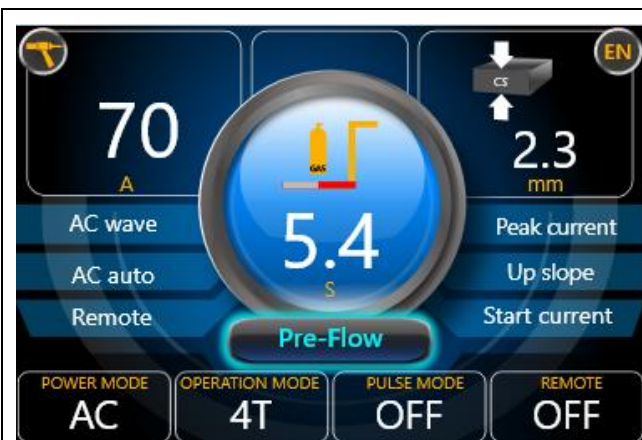 EN
70
A
GAS
5.4
S
CS
2.3
mm
AC wave
AC auto
Remote
Pre-Flow
Peak current
Up slope
Start current
POWER MODE
AC
OPERATION MODE
4T
PULSE MODE
OFF
REMOTE
OFF